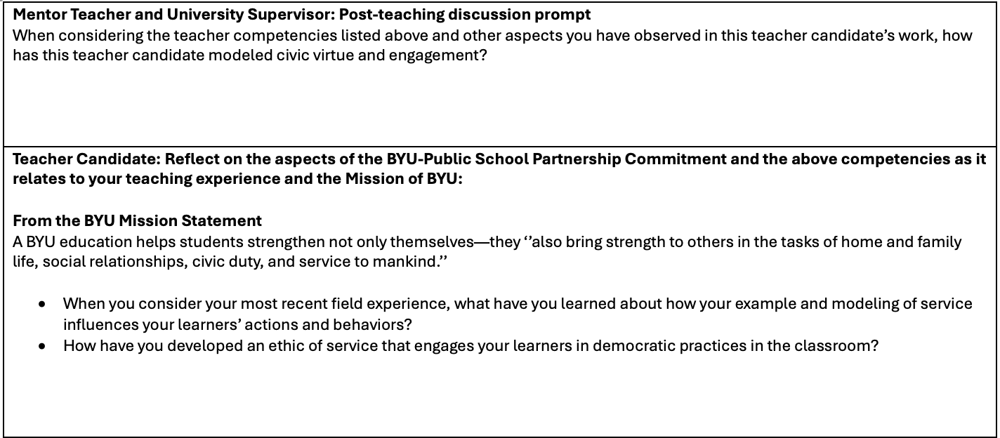 Mentor Teacher and University Supervisor: Post-teaching discussion prompt
When considering the teacher competencies listed above and other aspects you have observed in this teacher candidate’s work, how
has this teacher candidate modeled civic virtue and engagement?
Teacher Candidate: Reflect on the aspects of the BYU-Public School Partnership Commitment and the above competencies as it
relates to your teaching experience and the Mission of BYU:
From the BYU Mission Statement
A BYU education helps students strengthen not only themselves—they ‘’also bring strength to others in the tasks of home and family
life, social relationships, civic duty, and service to mankind.’’
• When you consider your most recent field experience, what have you learned about how your example and modeling of service
influences your learners’ actions and behaviors?
• How have you developed an ethic of service that engages your learners in democratic practices in the classroom?